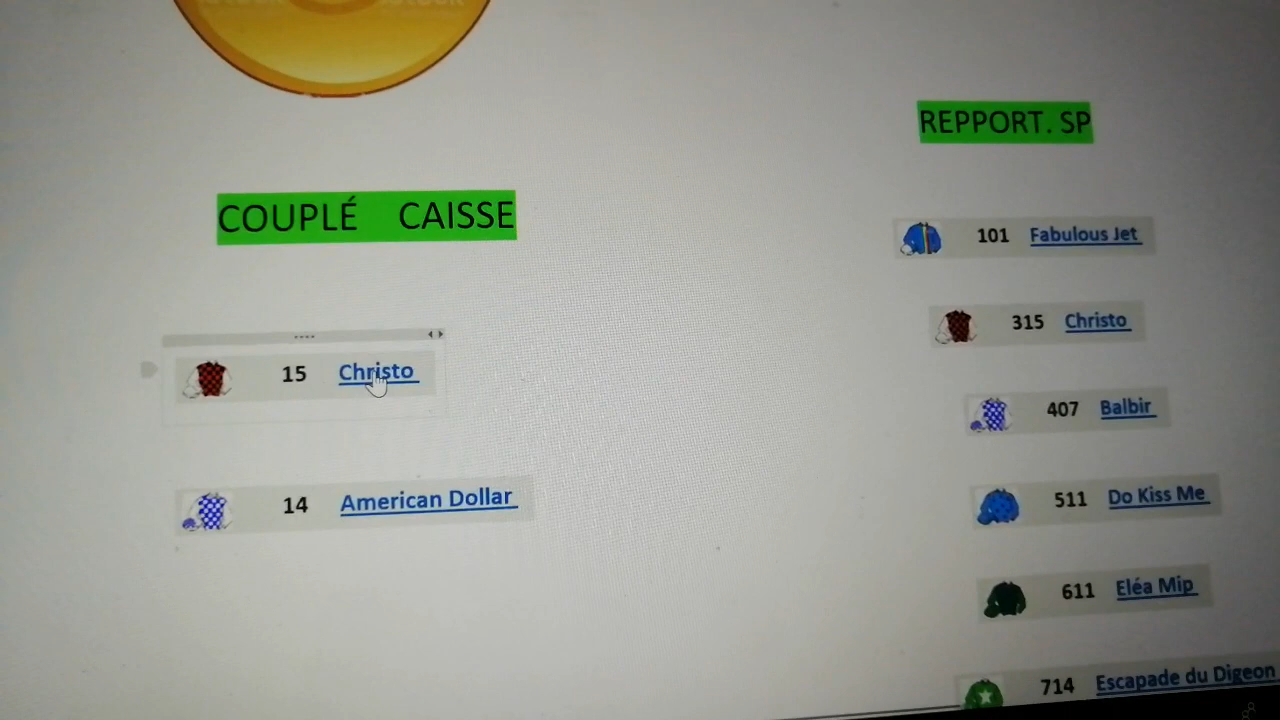 COUPLÉ CAISSE
15 Christo
14 American Dollar
REPPORT. SP
101 Fabulous Jet
315 Christo
407 Balbir
511 Do Kiss Me
611 Eléa Mip
714 Escapade du Digeon